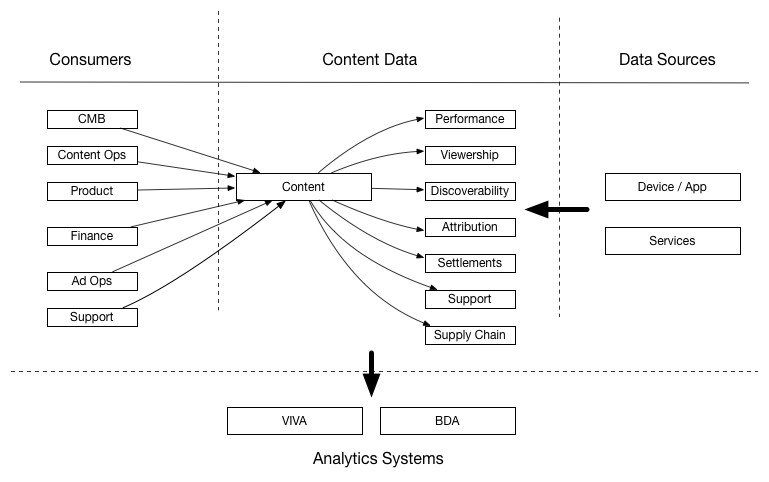 Consumers
Content Data
Data Sources
CMB
Content Ops
Product
Finance
Ad Ops
Support
Content
Performance
Viewership
Discoverability
Attribution
Settlements
Support
Supply Chain
Device / App
Services
VIVA
BDA
Analytics Systems